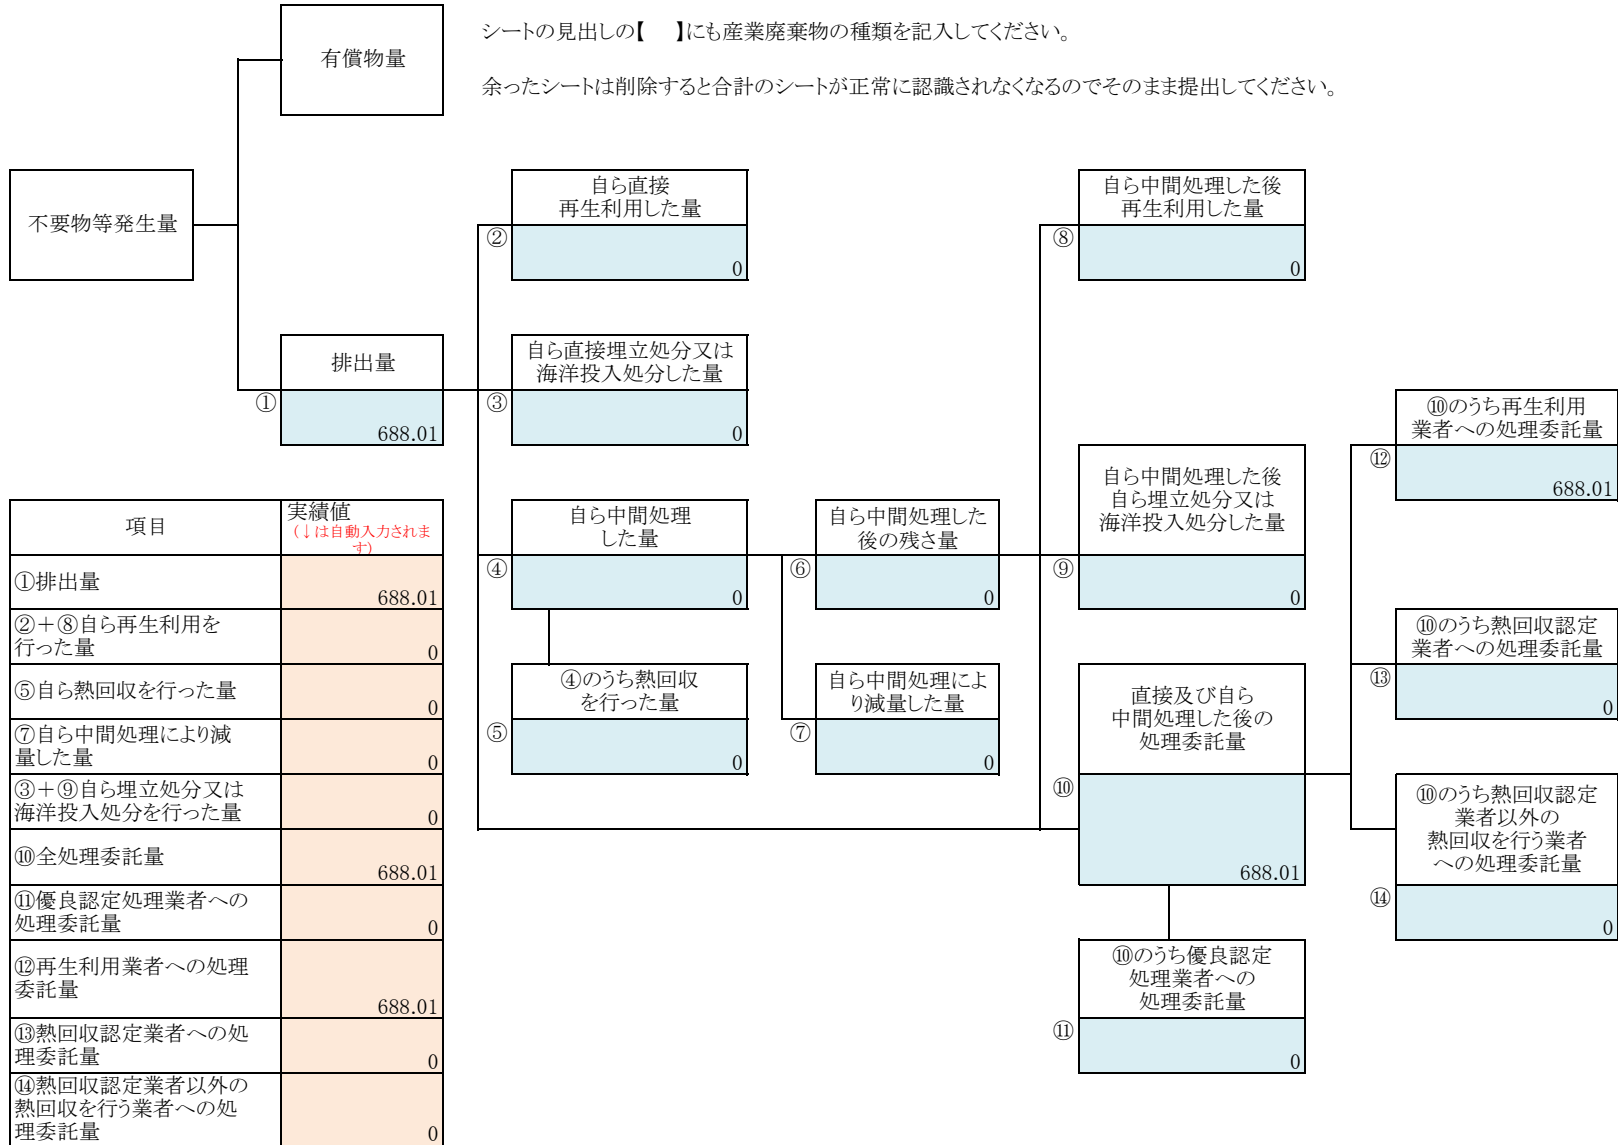 有償物量
シートの見出しの【　】にも産業廃棄物の種類を記入してください。
余ったシートは削除すると合計のシートが正常に認識されなくなるのでそのまま提出してください。
不要物等発生量
自ら直接
再生利用した量
②
0
自ら中間処理した後
再生利用した量
⑧
0
排出量
①
688.01
自ら直接埋立処分又は
海洋投入処分した量
③
0
⑩のうち再生利用
業者への処理委託量
⑫
688.01
自ら中間処理
した量
④
0
自ら中間処理した
後の残さ量
⑥
0
自ら中間処理した後
自ら埋立処分又は
海洋投入処分した量
⑨
0
⑩のうち熱回収認定
業者への処理委託量
⑬
0
④のうち熱回収
を行った量
⑤
0
自ら中間処理によ
り減量した量
⑦
0
直接及び自ら
中間処理した後の
処理委託量
⑩
688.01
⑩のうち熱回収認定
業者以外の
熱回収を行う業者
への処理委託量
⑭
0
⑩のうち優良認定
処理業者への
処理委託量
⑪
0
項目
実績値
(↓は自動入力されま
す)
①排出量
688.01
②＋⑧自ら再生利用を
行った量
0
⑤自ら熱回収を行った量
0
⑦自ら中間処理により減
量した量
0
③＋⑨自ら埋立処分又は
海洋投入処分を行った量
0
⑩全処理委託量
688.01
⑪優良認定処理業者への
処理委託量
0
⑫再生利用業者への処理
委託量
688.01
⑬熱回収認定業者への処
理委託量
0
⑭熱回収認定業者以外の
熱回収を行う業者への処
理委託量
0